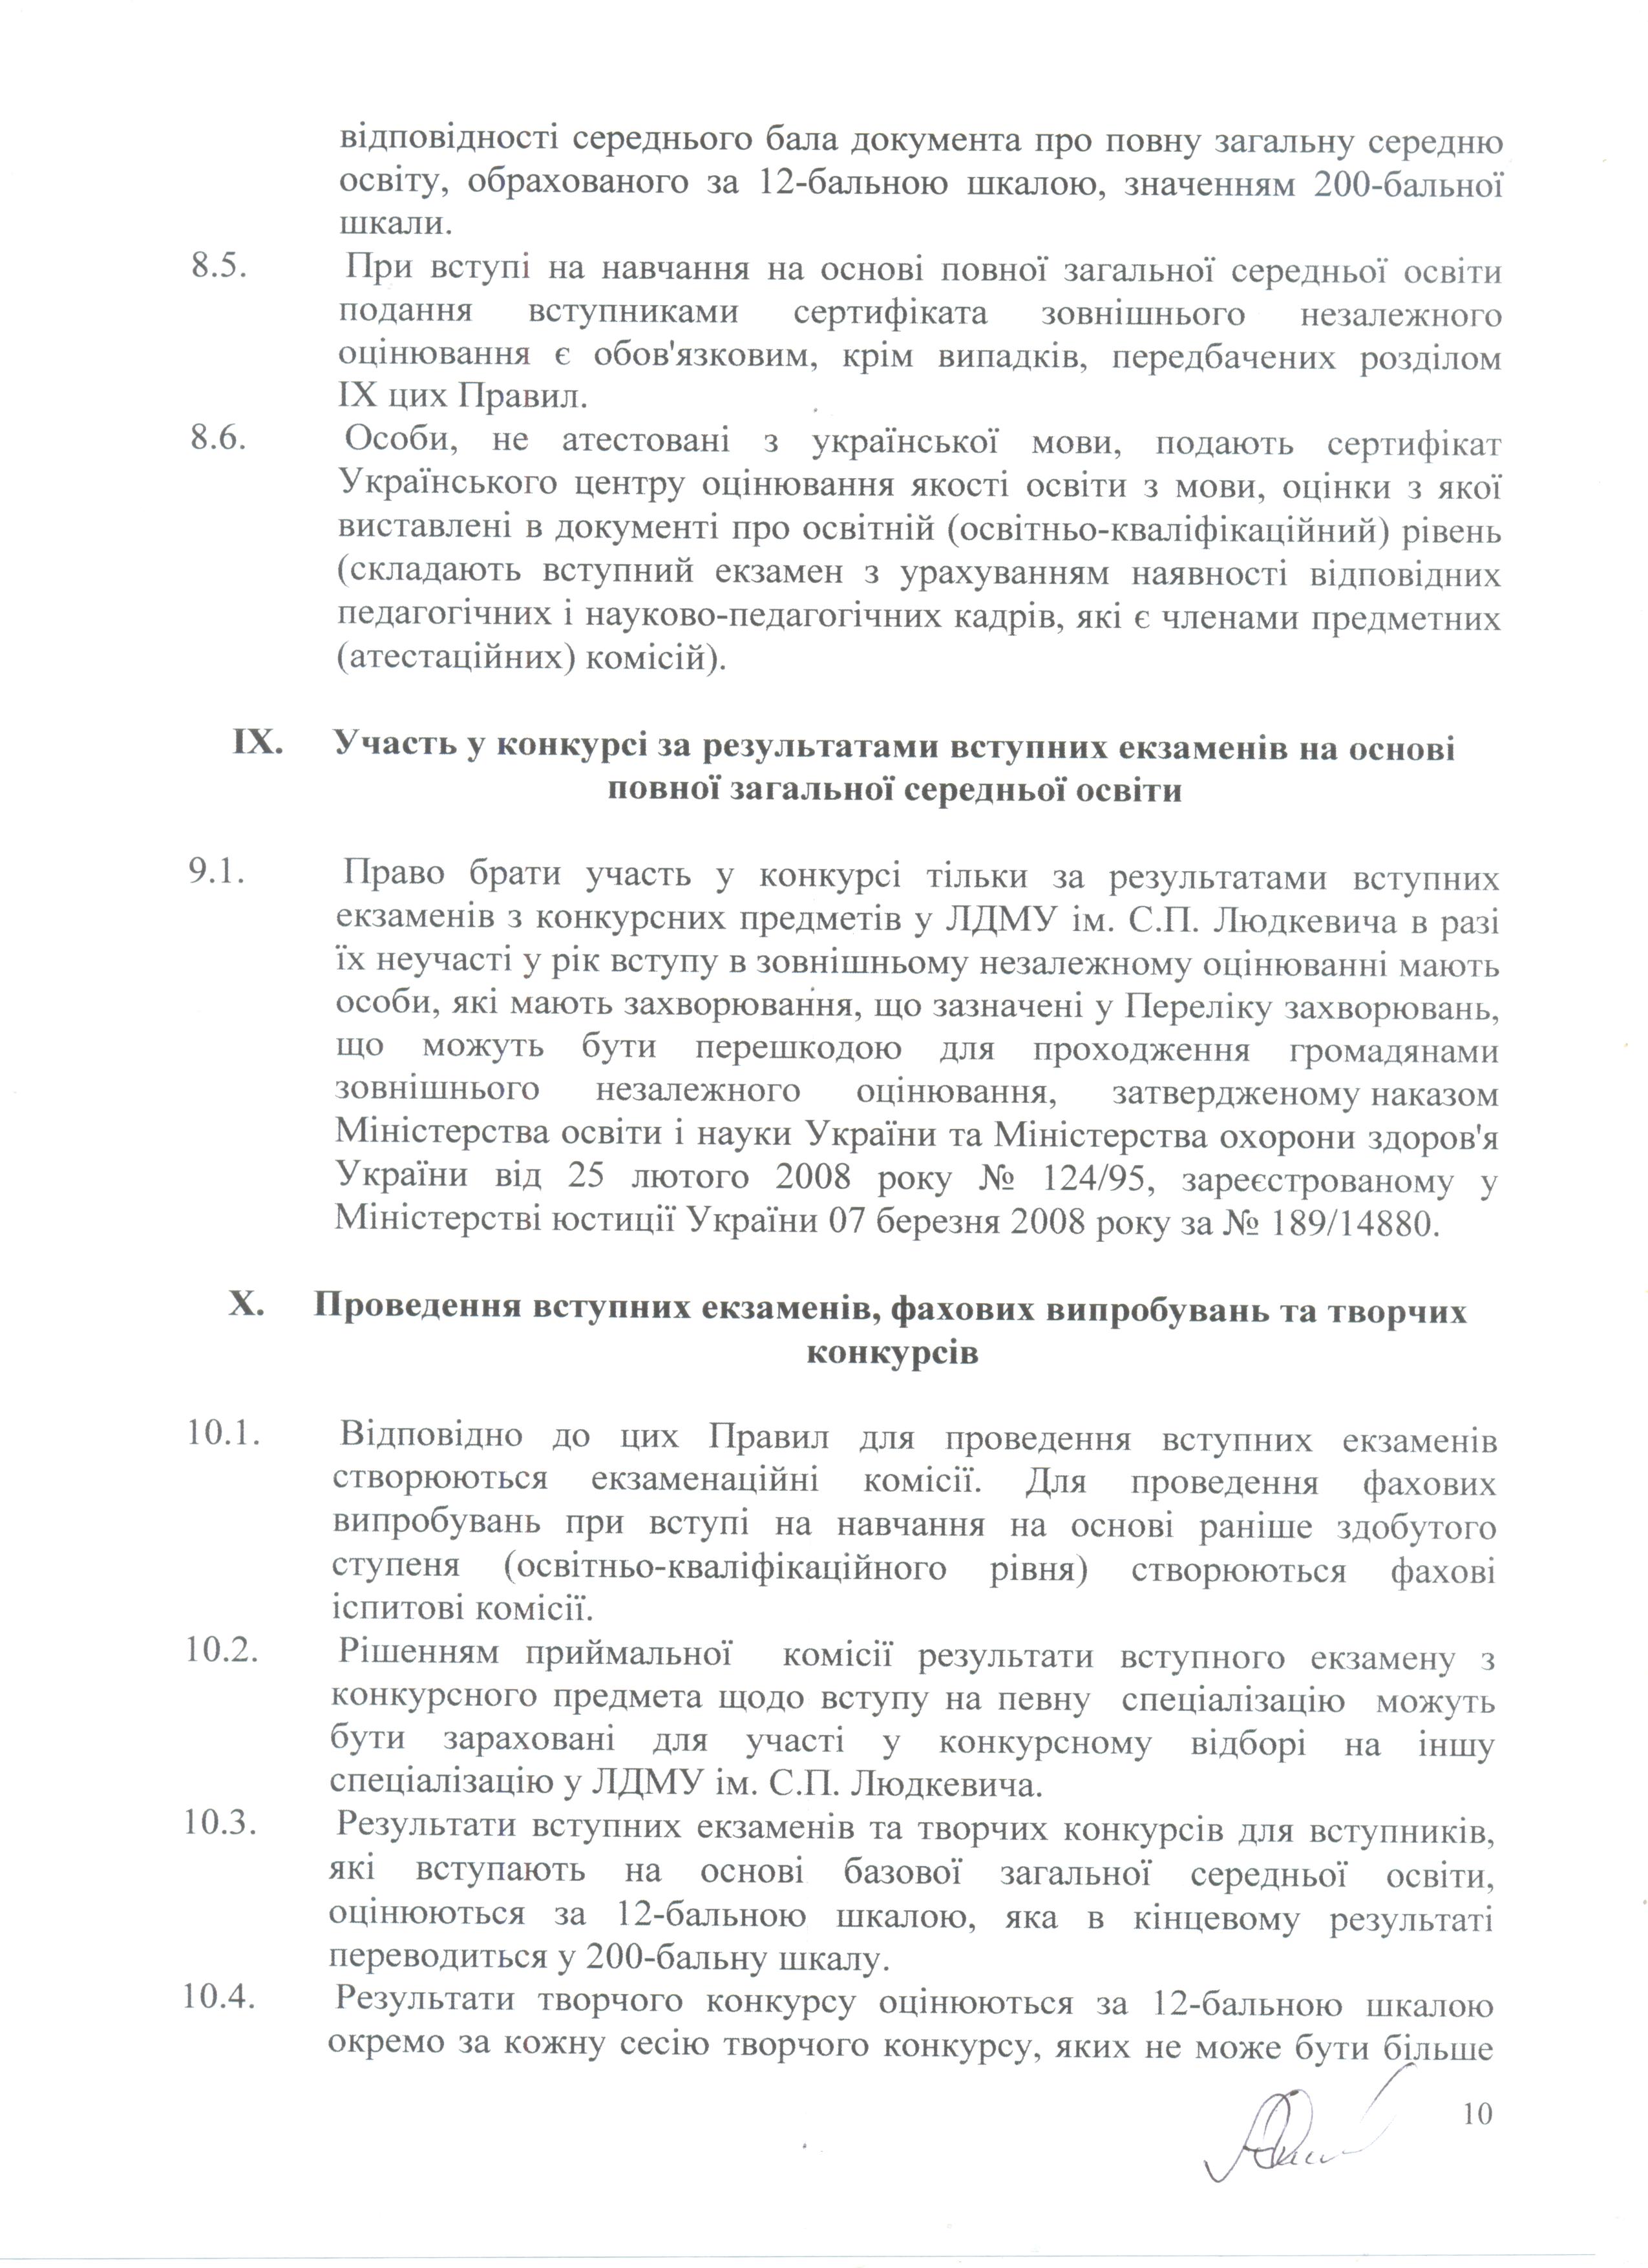 відповідності середнього бала документа про повну загальну середню
освіту, обрахованого за 12-бальною шкалою, значенням 200-бальної
шкали.
8.5. При вступі на навчання на основі повної загальної середньої освіти
подання вступниками сертифіката зовнішнього незалежного
оцінювання є обов'язковим, крім випадків, передбачених розділом
IX цих Правил.
8.6. Особи, не атестовані з української мови, подають сертифікат
Українського центру оцінювання якості освіти з мови, оцінки з якої
виставлені в документі про освітній (освітньо-кваліфікаційний) рівень
(складають вступний екзамен з урахуванням наявності відповідних
педагогічних і науково-педагогічних кадрів, які є членами предметних
(атестаційних) комісій).
IX. Участь у конкурсі за результатами вступних екзаменів на основі
повної загальної середньої освіти
9.1. Право брати участь у конкурсі тільки за результатами вступних
екзаменів з конкурсних предметів у ЛДМУ ім. С.П. Людкевича в разі
їх неучасті у рік вступу в зовнішньому незалежному оцінюванні мають
особи, які мають захворювання, що зазначені у Переліку захворювань,
що можуть бути перешкодою для проходження громадянами
зовнішнього незалежного оцінювання, затвердженому наказом
Міністерства освіти і науки України та Міністерства охорони здоров'я
України від 25 лютого 2008 року № 124/95, зареєстрованому у
Міністерстві юстиції України 07 березня 2008 року за № 189/14880.
X. Проведення вступних екзаменів, фахових випробувань та творчих
конкурсів
10.1. Відповідно до цих Правил для проведення вступних екзаменів
створюються екзаменаційні комісії. Для проведення фахових
випробувань при вступі на навчання на основі раніше здобутого
ступеня (освітньо-кваліфікаційного рівня) створюються фахові
іспитові комісії.
10.2. Рішенням приймальної комісії результати вступного екзамену з
конкурсного предмета щодо вступу на певну спеціалізацію можуть
бути зараховані для участі у конкурсному відборі на іншу
спеціалізацію у ЛДМУ ім. С.П. Людкевича.
10.3. Результати вступних екзаменів та творчих конкурсів для вступників,
які вступають на основі базової загальної середньої освіти,
оцінюються за 12-бальною шкалою, яка в кінцевому результаті
переводиться у 200-бальну шкалу.
10.4. Результати творчого конкурсу оцінюються за 12-бальною шкалою
окремо за кожну сесію творчого конкурсу, яких не може бути більше
10